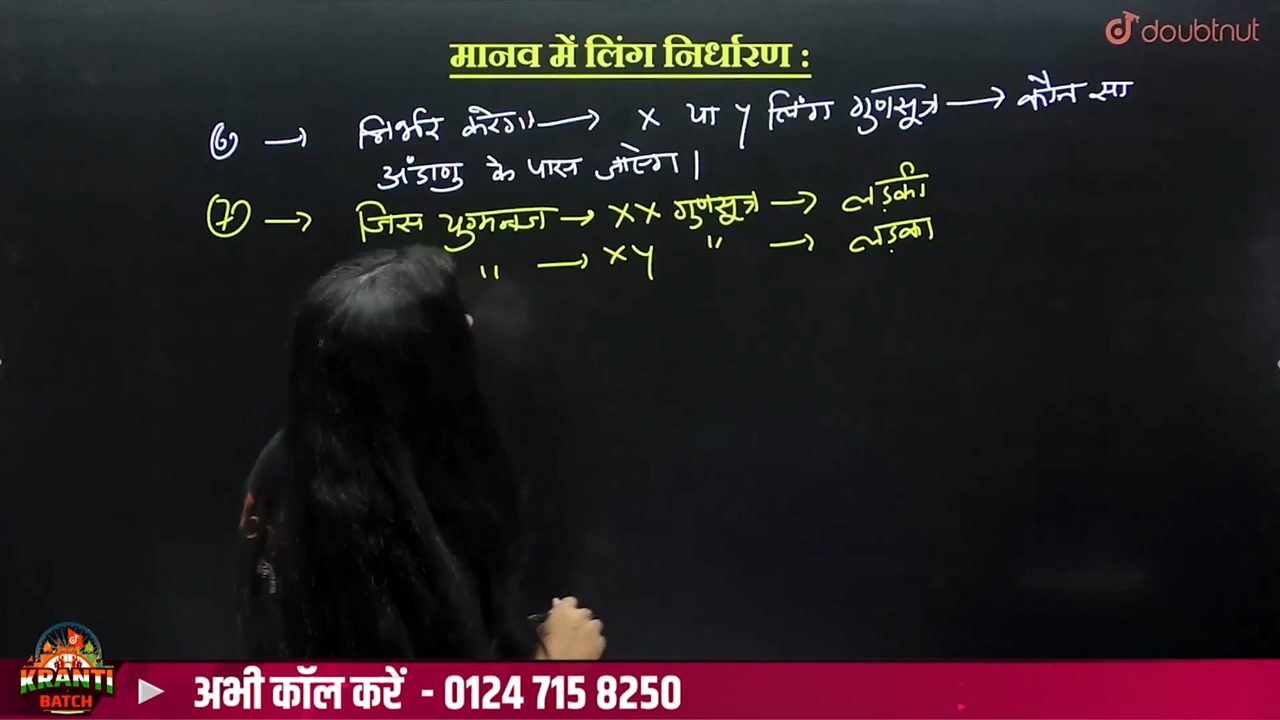 doubtnut
मानव में लिंग निर्धारण :
⑥ → निर्भर करेगा → X या Y लिंग गुणसूत्र → कौन सा
अंडाणु के पास जाएगा।
⑦ → जिस युग्मनज → XX गुणसूत्र → लड़की
" → XY " → लड़का
KRANTI
BATCH
अभी कॉल करें - 0124 715 8250